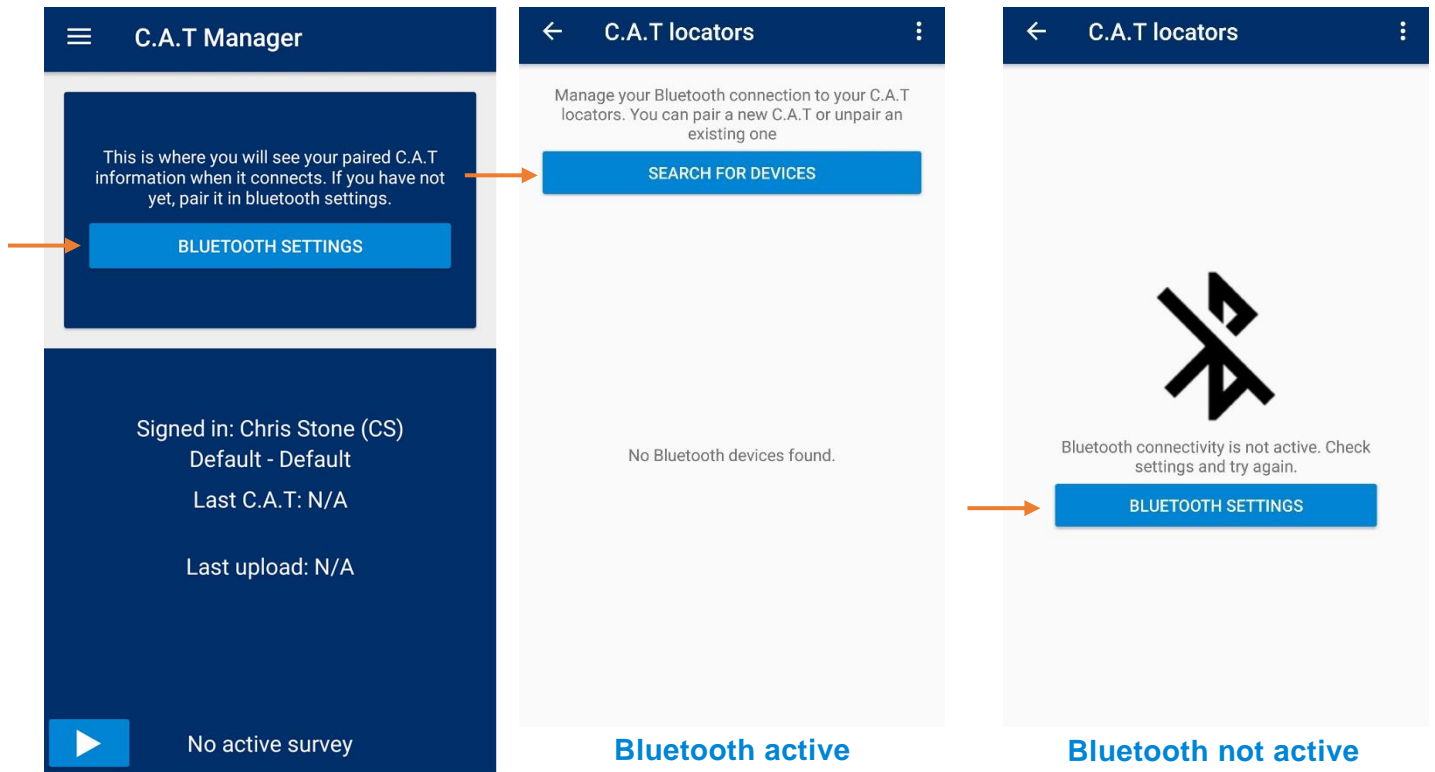 C.A.T Manager
This is where you will see your paired C.A.T
information when it connects. If you have not
yet, pair it in bluetooth settings.
BLUETOOTH SETTINGS
Signed in: Chris Stone (CS)
Default - Default
Last C.A.T: N/A
Last upload: N/A
No active survey
C.A.T locators
Manage your Bluetooth connection to your C.A.T
locators. You can pair a new C.A.T or unpair an
existing one
SEARCH FOR DEVICES
No Bluetooth devices found.
Bluetooth active
C.A.T locators
Bluetooth connectivity is not active. Check
settings and try again.
BLUETOOTH SETTINGS
Bluetooth not active